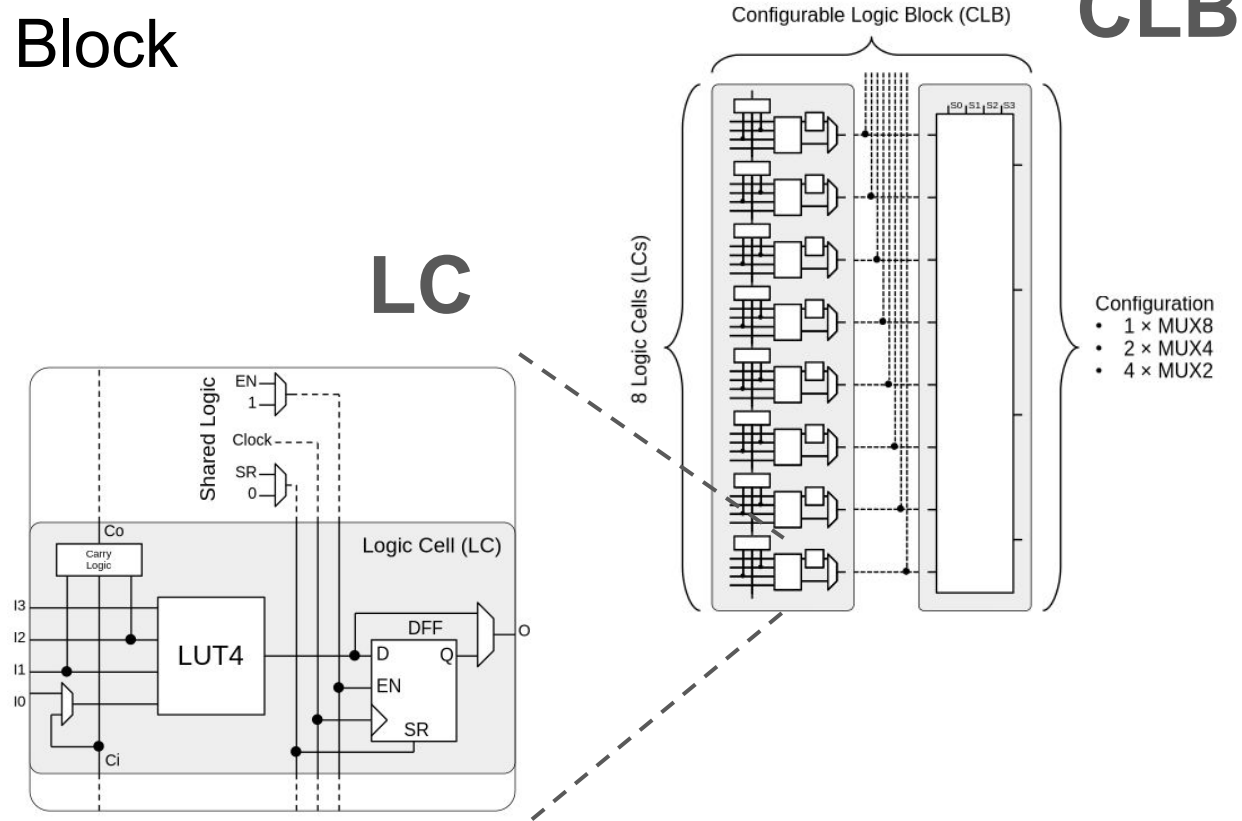 Block
CLB
Configurable Logic Block (CLB)
S0 S1 S2 S3
8 Logic Cells (LCs)
Configuration
• 1 × MUX8
• 2 × MUX4
• 4 × MUX2
LC
Shared Logic
EN
1
Clock
SR
0
Co
Carry
Logic
Logic Cell (LC)
I3
I2
I1
I0
LUT4
DFF
D
Q
EN
SR
O
Ci